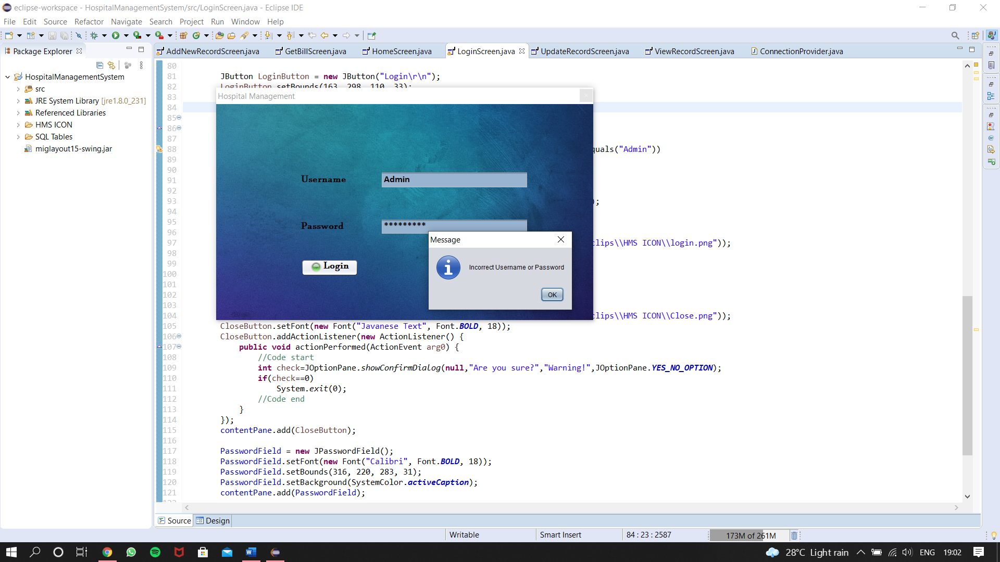 eclipse-workspace - HospitalManagementSystem/src/LoginScreen.java - Eclipse IDE
File Edit Source Refactor Navigate Search Project Run Window Help
Package Explorer
HospitalManagementSystem
src
JRE System Library [jre1.8.0_231]
Referenced Libraries
HMS ICON
SQL Tables
miglayout15-swing.jar
AddNewRecordScreen.java GetBillScreen.java HomeScreen.java LoginScreen.java UpdateRecordScreen.java ViewRecordScreen.java ConnectionProvider.java
80
81 JButton LoginButton = new JButton("Login\r\n");
82 LoginButton.setBounds(163, 298, 110, 33);
83
84
85
86
87
88 quals("Admin"))
89
90
91
92
93 );
94
95
96
97 clips\\HMS ICON\\login.png"));
98
99
100
101
102
103
104 clips\\HMS ICON\\Close.png"));
105 CloseButton.setFont(new Font("Javanese Text", Font.BOLD, 18));
106 CloseButton.addActionListener(new ActionListener() {
107 public void actionPerformed(ActionEvent arg0) {
108 //Code start
109 int check=JOptionPane.showConfirmDialog(null,"Are you sure?","Warning!",JOptionPane.YES_NO_OPTION);
110 if(check==0)
111 System.exit(0);
112 //Code end
113 }
114 });
115 contentPane.add(CloseButton);
116
117 PasswordField = new JPasswordField();
118 PasswordField.setFont(new Font("Calibri", Font.BOLD, 18));
119 PasswordField.setBounds(316, 220, 283, 31);
120 PasswordField.setBackground(SystemColor.activeCaption);
121 contentPane.add(PasswordField);
Hospital Management
Username Admin
Password *********
Login
Message
Incorrect Username or Password
OK
Source Design
Writable Smart Insert 84 : 23 : 2587 173M of 261M
28°C Light rain ENG 19:02